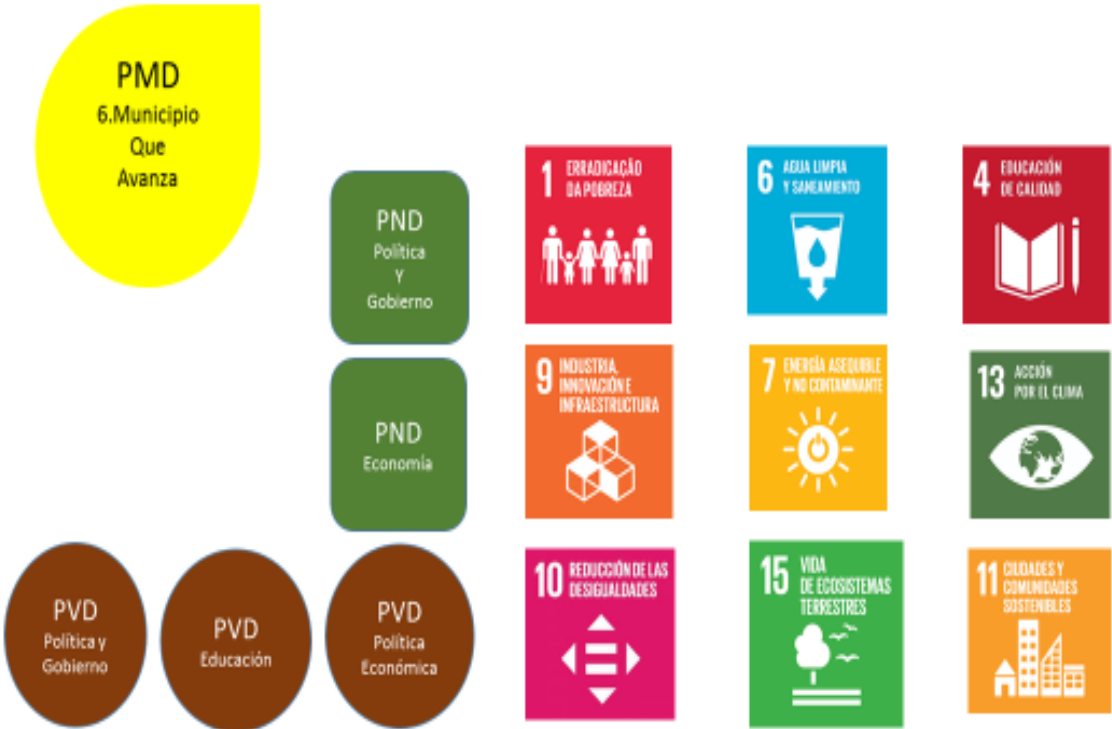 PMD
6.Municipio
Que
Avanza
PND
Política
Y
Gobierno
PND
Economía
PVD
Política y
Gobierno
PVD
Educación
PVD
Política
Económica
1 ERRADICAÇÃO
DA POBREZA
6 AGUA LIMPIA
Y SANEAMIENTO
4 EDUCACIÓN
DE CALIDAD
9 INDUSTRIA,
INNOVACIÓN E
INFRAESTRUCTURA
7 ENERGÍA ASEQUIBLE
Y NO CONTAMINANTE
13 ACCIÓN
POR EL CLIMA
10 REDUCCIÓN DE LAS
DESIGUALDADES
15 VIDA
DE ECOSISTEMAS
TERRESTRES
11 CIUDADES Y
COMUNIDADES
SOSTENIBLES